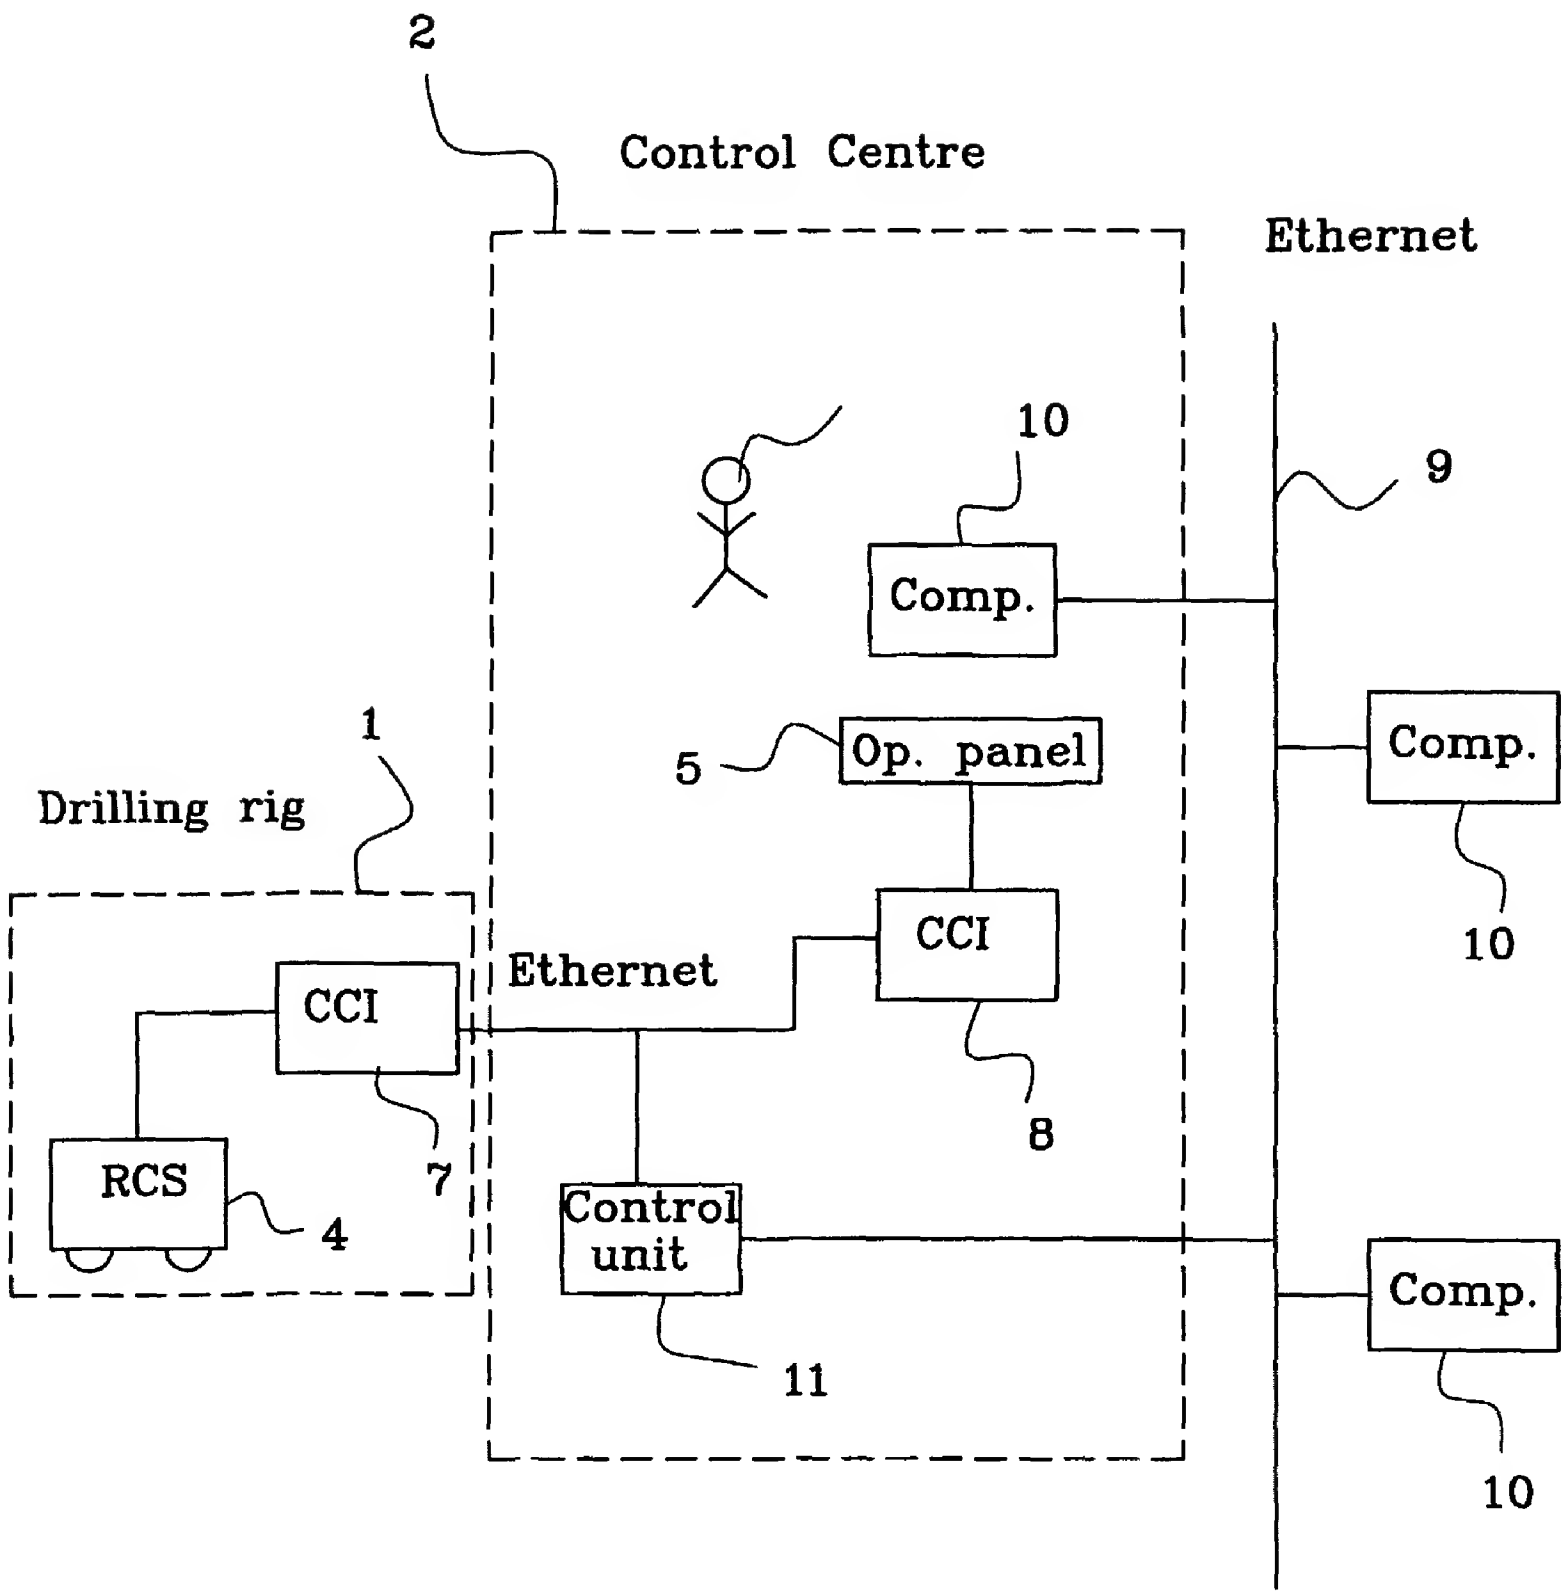 2
Control Centre
Ethernet
10
9
Comp.
1
5
Op. panel
Comp.
Drilling rig
10
CCI
Ethernet
CCI
8
7
RCS
4
Control
unit
Comp.
11
10